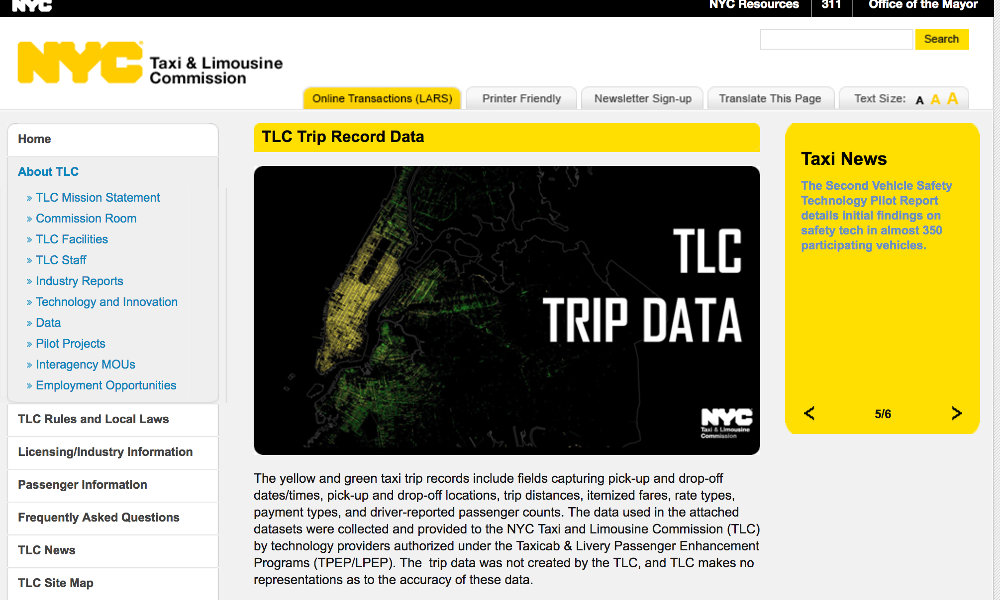 NYC
NYC Resources
311
Office of the Mayor
NYC Taxi & Limousine
Commission
Search
Online Transactions (LARS)
Printer Friendly
Newsletter Sign-up
Translate This Page
Text Size: A A A
Home
About TLC
» TLC Mission Statement
» Commission Room
» TLC Facilities
» TLC Staff
» Industry Reports
» Technology and Innovation
» Data
» Pilot Projects
» Interagency MOUs
» Employment Opportunities
TLC Rules and Local Laws
Licensing/Industry Information
Passenger Information
Frequently Asked Questions
TLC News
TLC Site Map
TLC Trip Record Data
TLC
TRIP DATA
NYC
Taxi & Limousine
Commission
The yellow and green taxi trip records include fields capturing pick-up and drop-off
dates/times, pick-up and drop-off locations, trip distances, itemized fares, rate types,
payment types, and driver-reported passenger counts. The data used in the attached
datasets were collected and provided to the NYC Taxi and Limousine Commission (TLC)
by technology providers authorized under the Taxicab & Livery Passenger Enhancement
Programs (TPEP/LPEP). The  trip data was not created by the TLC, and TLC makes no
representations as to the accuracy of these data.
Taxi News
The Second Vehicle Safety
Technology Pilot Report
details initial findings on
safety tech in almost 350
participating vehicles.
< 5/6 >